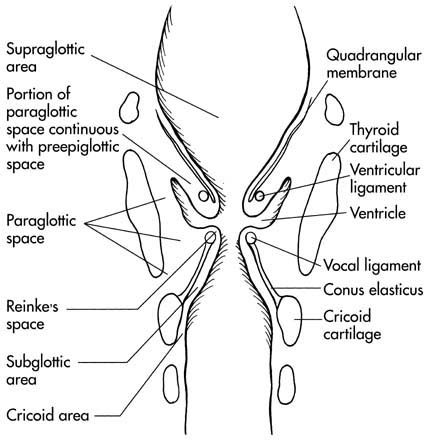 Supraglottic
area
Portion of
paraglottic
space continuous
with preepiglottic
space
Paraglottic
space
Reinke's
space
Subglottic
area
Cricoid area
Quadrangular
membrane
Thyroid
cartilage
Ventricular
ligament
Ventricle
Vocal ligament
Conus elasticus
Cricoid
cartilage